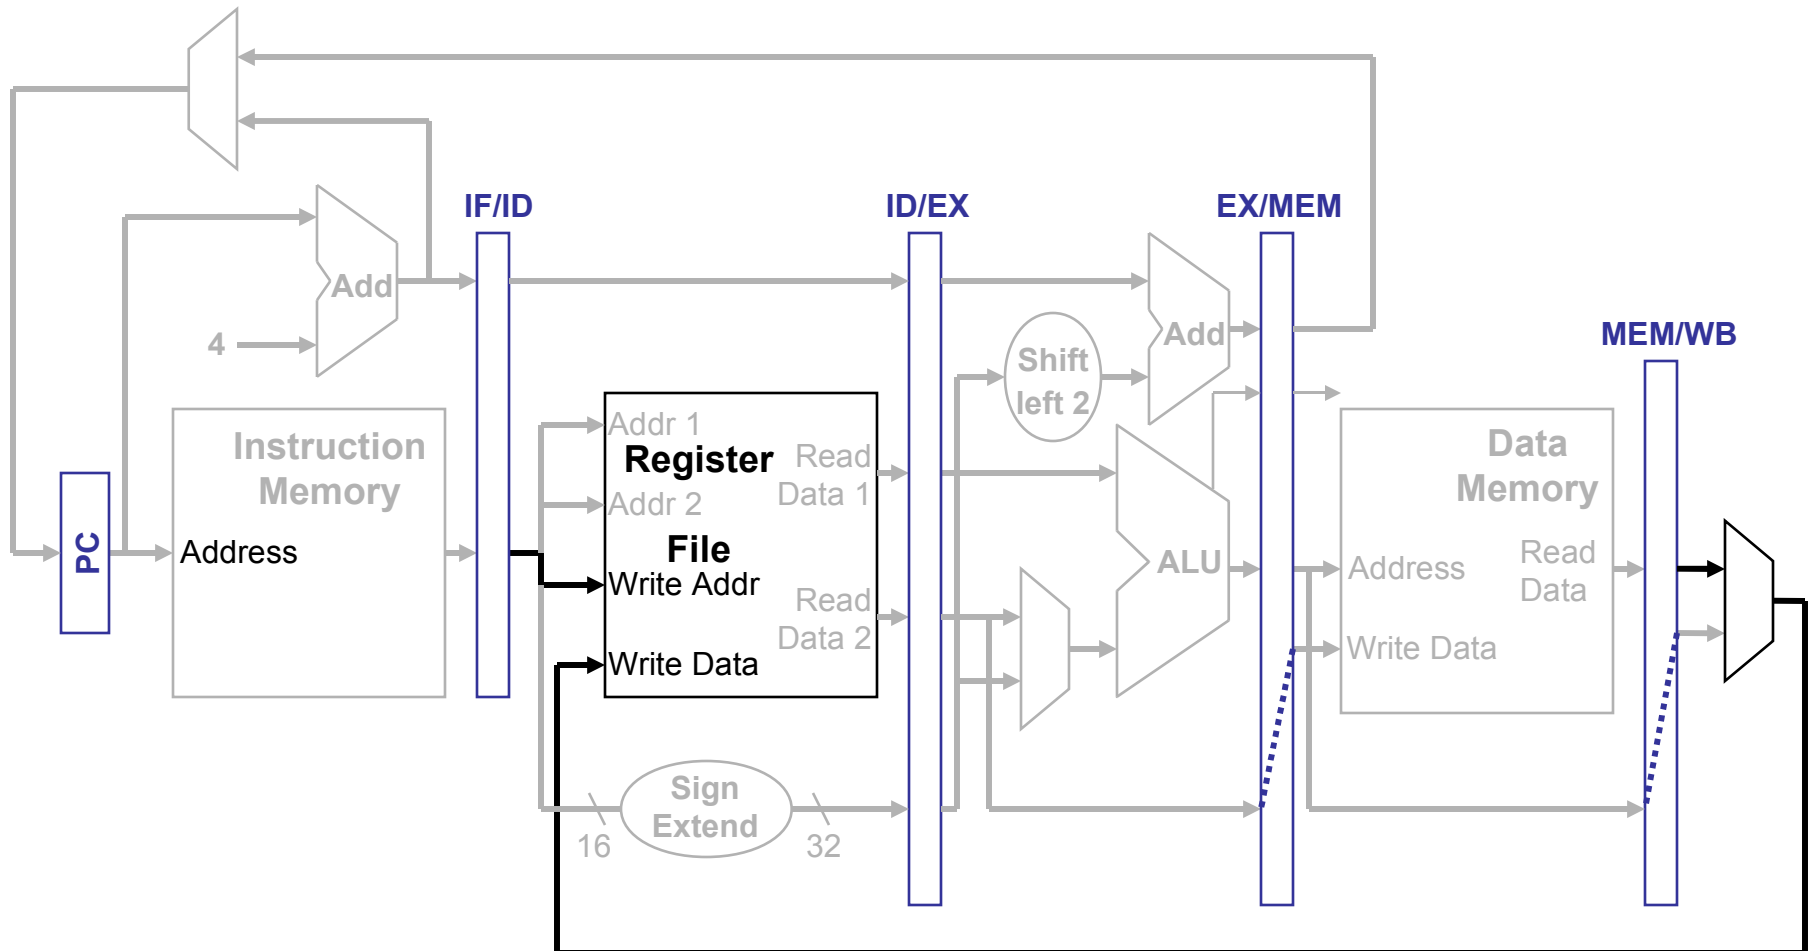 IF/ID
ID/EX
EX/MEM
MEM/WB
Add
4
Add
Shift
left 2
Instruction
Memory
Address
PC
Addr 1
Register
Addr 2
File
Write Addr
Write Data
Read
Data 1
Read
Data 2
ALU
Data
Memory
Address
Read
Data
Write Data
Sign
Extend
16
32